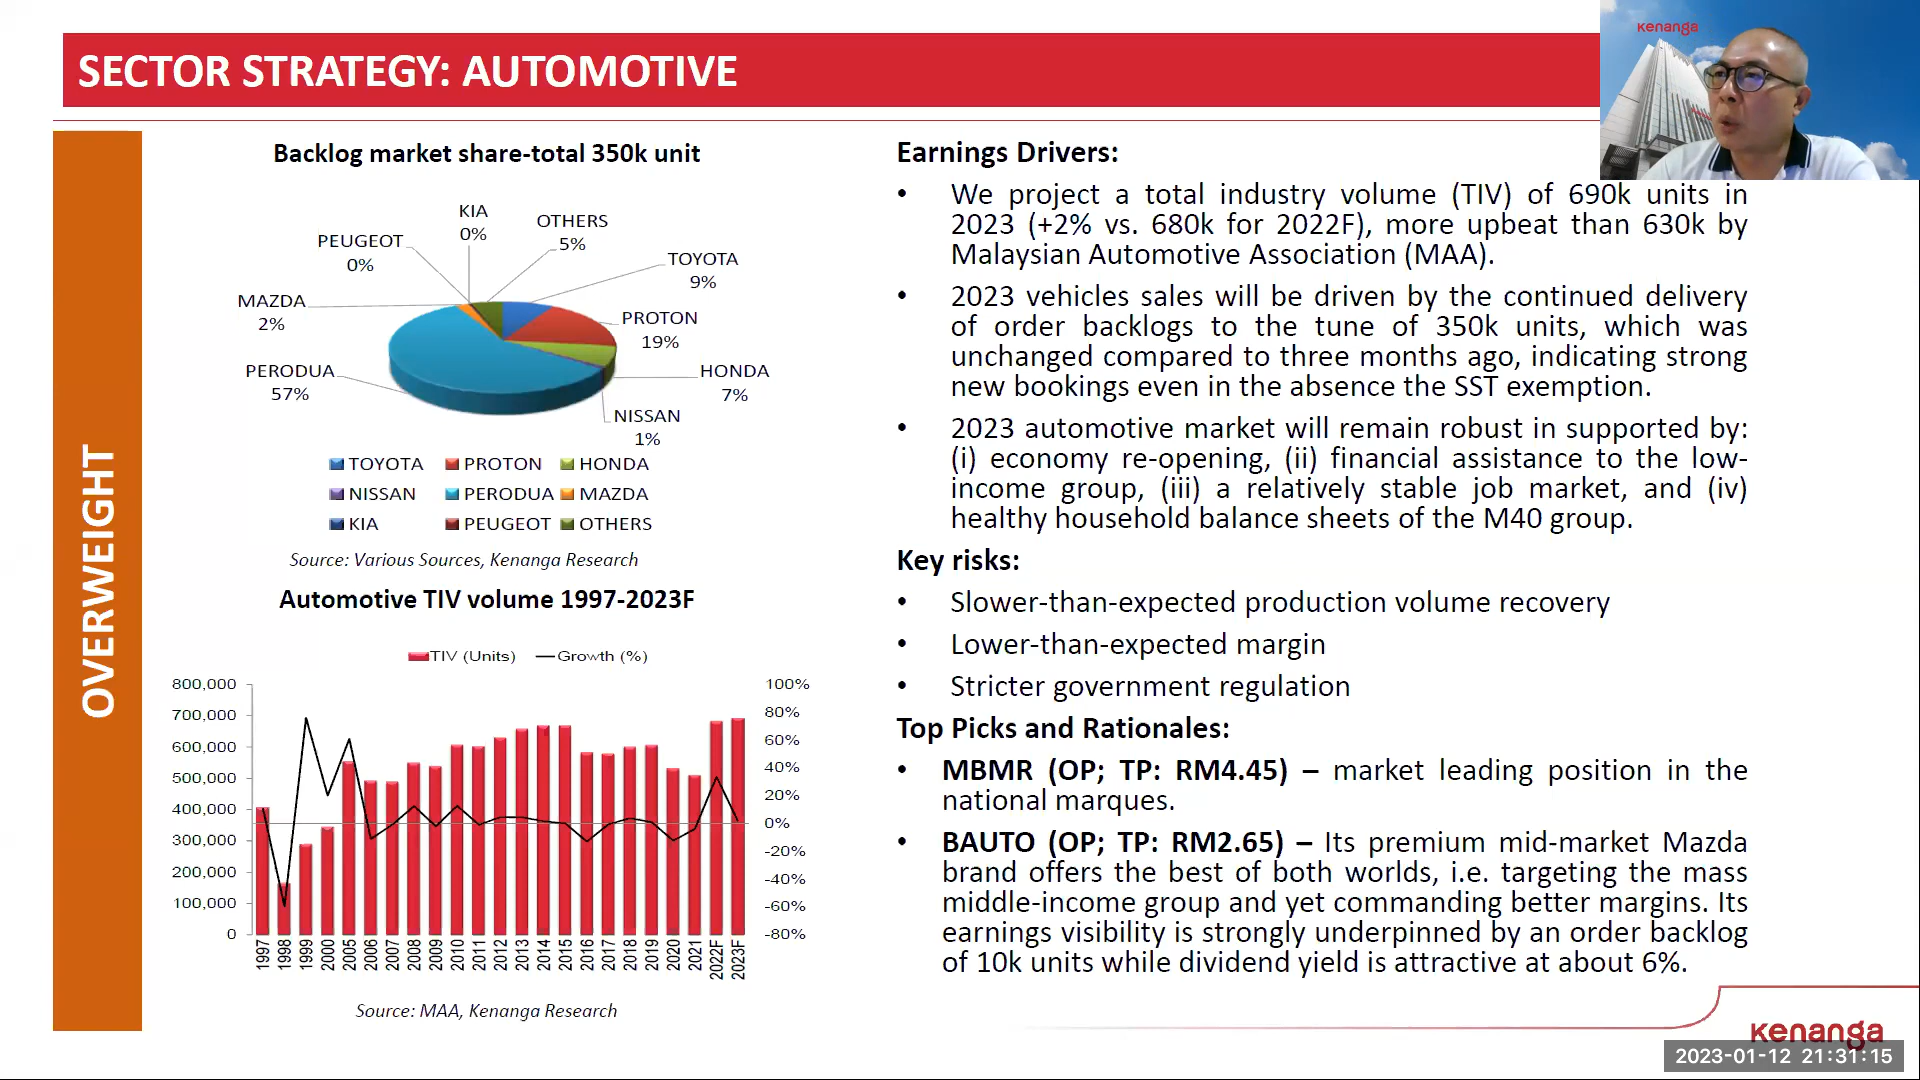 SECTOR STRATEGY: AUTOMOTIVE
Kenanga
OVERWEIGHT
Backlog market share-total 350k unit
KIA
0%
OTHERS
5%
PEUGEOT
0%
TOYOTA
9%
MAZDA
2%
PROTON
19%
PERODUA
57%
HONDA
7%
NISSAN
1%
TOYOTA PROTON HONDA
NISSAN PERODUA MAZDA
KIA PEUGEOT OTHERS
Source: Various Sources, Kenanga Research
Automotive TIV volume 1997-2023F
TIV (Units) Growth (%)
800,000
700,000
600,000
500,000
400,000
300,000
200,000
100,000
0
100%
80%
60%
40%
20%
0%
-20%
-40%
-60%
-80%
1997 1998 1999 2000 2005 2006 2007 2008 2009 2010 2011 2012 2013 2014 2015 2016 2017 2018 2019 2020 2021 2022F 2023F
Source: MAA, Kenanga Research
Earnings Drivers:
• We project a total industry volume (TIV) of 690k units in
2023 (+2% vs. 680k for 2022F), more upbeat than 630k by
Malaysian Automotive Association (MAA).
• 2023 vehicles sales will be driven by the continued delivery
of order backlogs to the tune of 350k units, which was
unchanged compared to three months ago, indicating strong
new bookings even in the absence the SST exemption.
• 2023 automotive market will remain robust in supported by:
(i) economy re-opening, (ii) financial assistance to the low-
income group, (iii) a relatively stable job market, and (iv)
healthy household balance sheets of the M40 group.
Key risks:
• Slower-than-expected production volume recovery
• Lower-than-expected margin
• Stricter government regulation
Top Picks and Rationales:
• MBMR (OP; TP: RM4.45) – market leading position in the
national marques.
• BAUTO (OP; TP: RM2.65) – Its premium mid-market Mazda
brand offers the best of both worlds, i.e. targeting the mass
middle-income group and yet commanding better margins. Its
earnings visibility is strongly underpinned by an order backlog
of 10k units while dividend yield is attractive at about 6%.
kenanga
2023-01-12 21:31:15